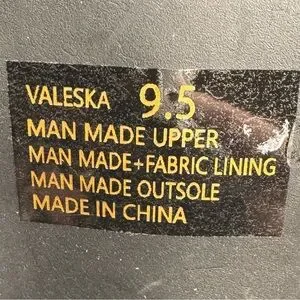 VALESKA 9.5
MAN MADE UPPER
MAN MADE+FABRIC LINING
MAN MADE OUTSOLE
MADE IN CHINA